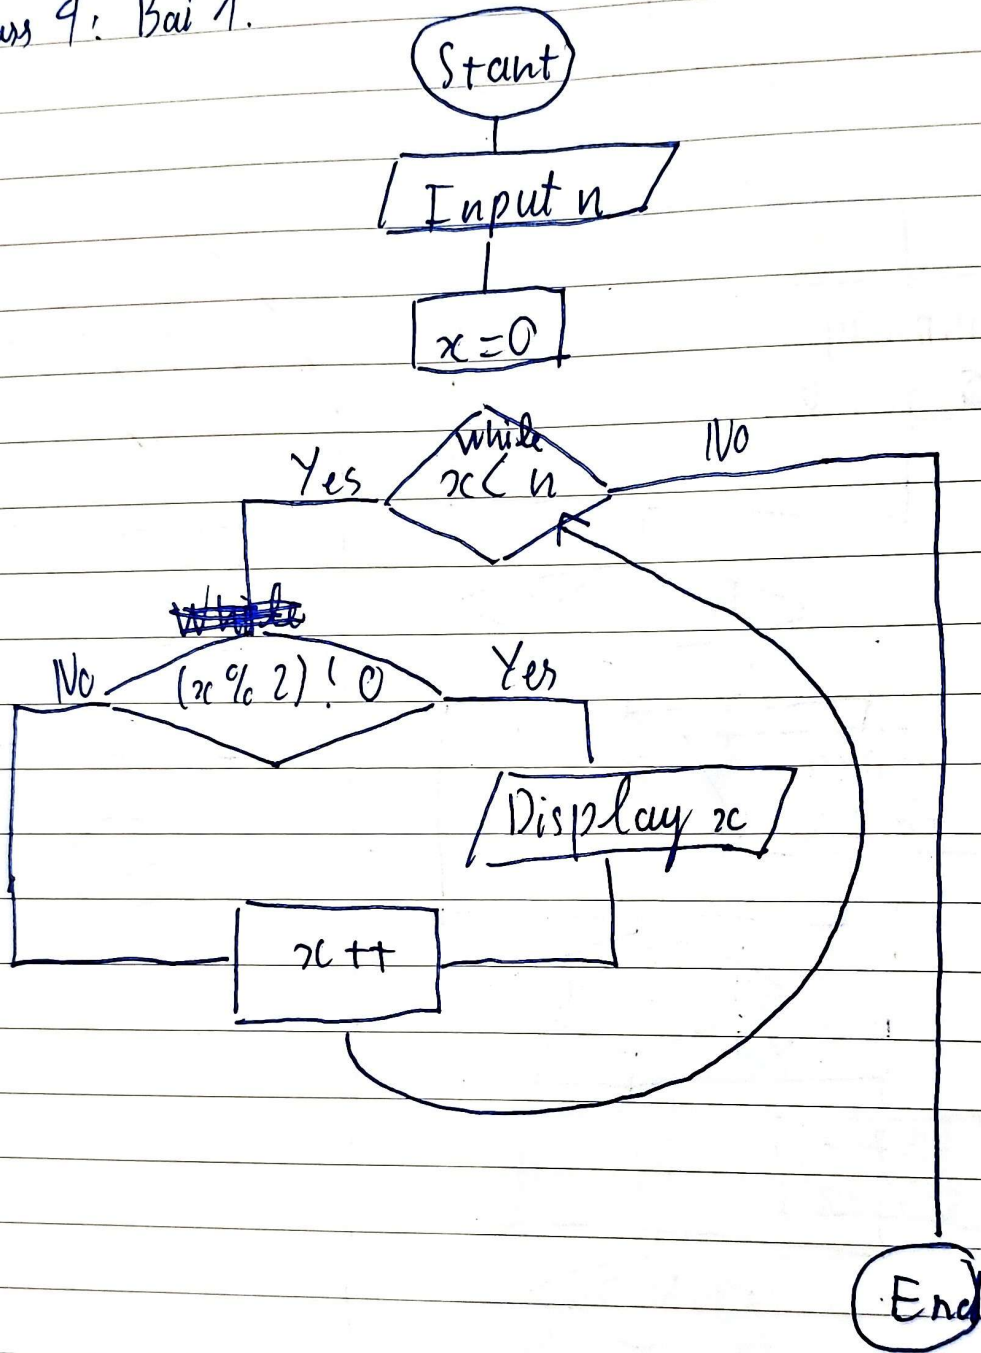 9: Bai 1.
Start
Input n
x=0
while
x< n
Yes
No
(x % 2) ! 0
No
Yes
Display x
x ++
End